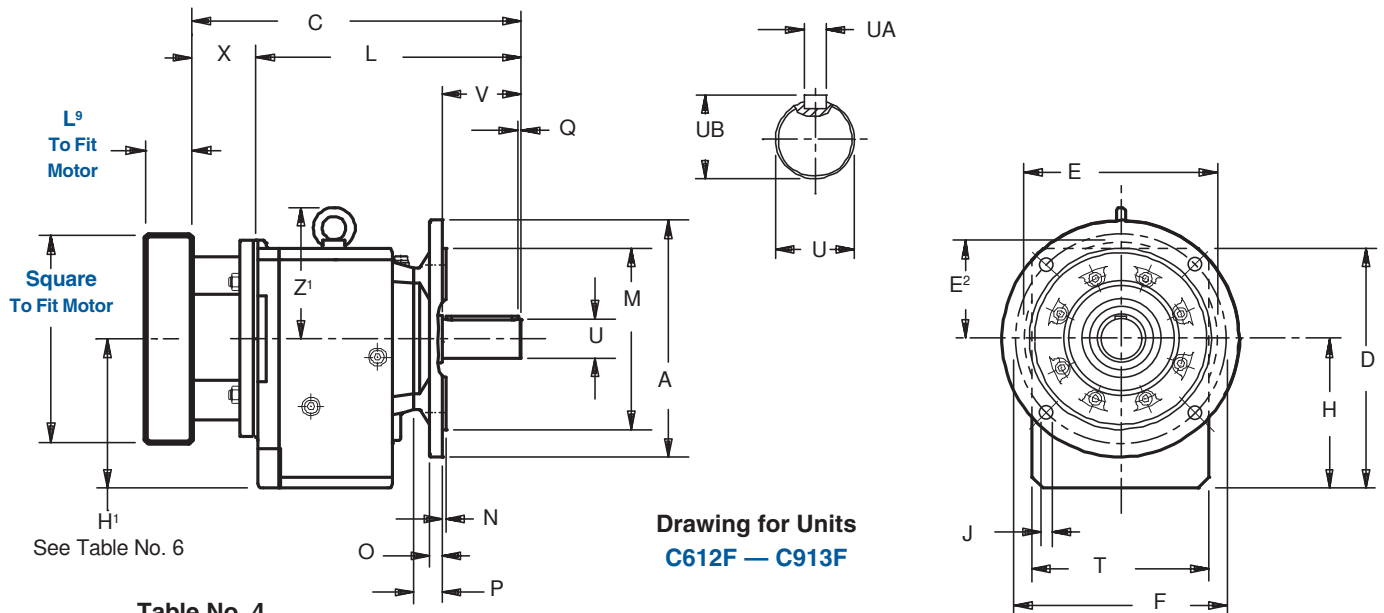 C
X
L
V
Q
L⁹
To Fit
Motor
Square
To Fit Motor
Z¹
M
U
A
H¹
See Table No. 6
N
O
P
UA
UB
U
E
E²
D
H
J
T
F
Drawing for Units
C612F — C913F
Table No. 4